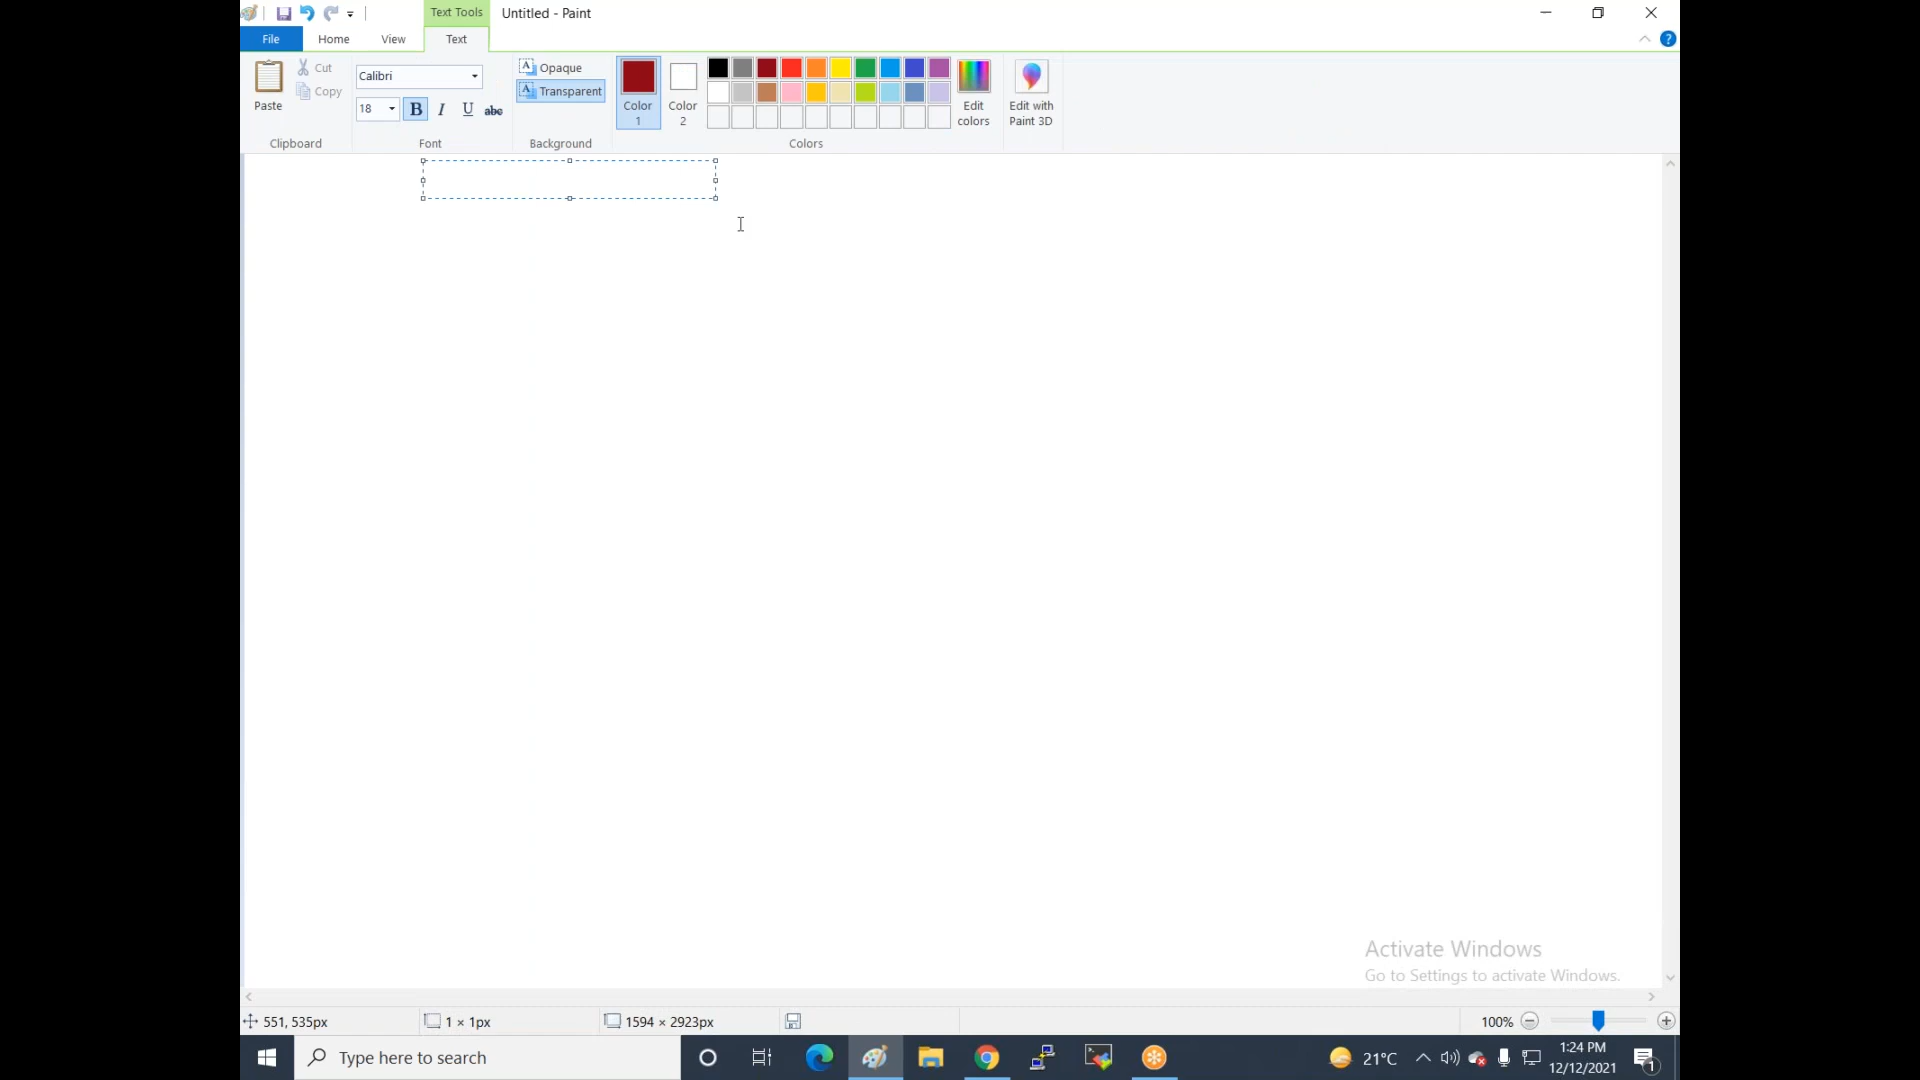 Text Tools
Untitled - Paint
File
Home
View
Text
?
Paste
Cut
Copy
Clipboard
Calibri
18
B
I
U
abc
Font
A Opaque
A Transparent
Background
Color
1
Color
2
Colors
Edit
colors
Edit with
Paint 3D
Activate Windows
Go to Settings to activate Windows.
551, 535px
1 × 1px
1594 × 2923px
100%
Type here to search
21°C
1:24 PM
12/12/2021
1